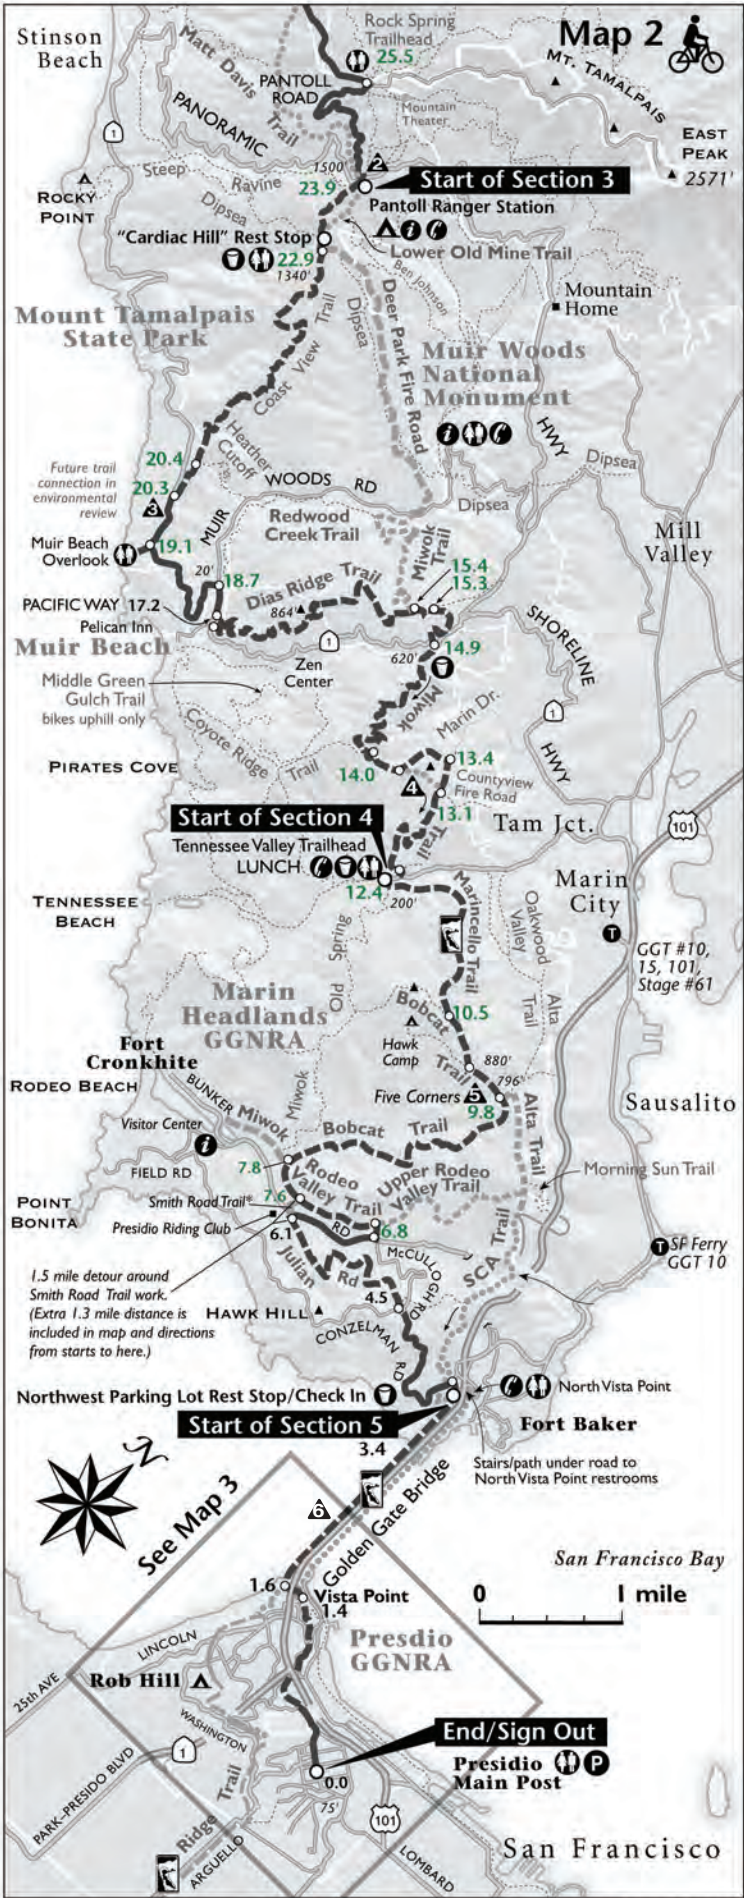 Map 2
Stinson
Beach
Rock Spring
Trailhead
25.5
Matt Davis
Trail
PANTOLL
ROAD
MT. TAMALPAIS
Mountain
Theater
EAST
PEAK
2571'
PANORAMIC
1
Steep
Ravine
1500'
2
23.9
Start of Section 3
Pantoll Ranger Station
ROCKY
POINT
Dipsea
"Cardiac Hill" Rest Stop
22.9
1340'
Lower Old Mine Trail
Ben Johnson
Mountain
Home
Mount Tamalpais
State Park
Coast View
Trail
Dipsea
Deer Park Fire Road
Muir Woods
National
Monument
HWY
Heather
Cutoff
20.4
20.3
Future trail
connection in
environmental
review
3
WOODS RD
MUIR
Dipsea
Dipsea
Redwood
Creek Trail
Miwok
Trail
Mill
Valley
Muir Beach
Overlook
19.1
20'
18.7
15.4
15.3
Dias Ridge Trail
864'
PACIFIC WAY 17.2
Pelican Inn
Muir Beach
1
Zen
Center
620'
14.9
SHORELINE
1
HWY
Middle Green
Gulch Trail
bikes uphill only
Miwok
Marin Dr.
Coyote Ridge
Trail
PIRATES COVE
14.0
13.4
4
Countyview
Fire Road
13.1
Trail
Tam Jct.
101
Start of Section 4
Tennessee Valley Trailhead
LUNCH
12.4
200'
Marin
City
TENNESSEE
BEACH
Marincello Trail
Oakwood
Valley
Trail
Alta
Trail
T
GGT #10,
15, 101,
Stage #61
Old Spring
Marin
Headlands
GGNRA
Bobcat
Trail
10.5
Hawk
Camp
880'
796'
Fort
Cronkhite
RODEO BEACH
BUNKER
Miwok
Miwok
Five Corners
5
9.8
Alta Trail
Sausalito
Visitor Center
Bobcat Trail
7.8
FIELD RD
Rodeo
Valley Trail
Upper Rodeo
Valley Trail
Morning Sun Trail
POINT
BONITA
7.6
Smith Road Trail*
Presidio Riding Club
6.1
RD
6.8
McCULLOUGH RD
SCA Trail
T
SF Ferry
GGT 10
Julian
Rd
1.5 mile detour around
Smith Road Trail work.
(Extra 1.3 mile distance is
included in map and directions
from starts to here.)
4.5
HAWK HILL
CONZELMAN
RD
Northwest Parking Lot Rest Stop/Check In
North Vista Point
Start of Section 5
Fort Baker
3.4
Stairs/path under road to
North Vista Point restrooms
N
See Map 3
6
Golden Gate Bridge
San Francisco Bay
0 1 mile
1.6
Vista Point
1.4
LINCOLN
Presdio
GGNRA
25th AVE
Rob Hill
WASHINGTON
1
End/Sign Out
Presidio
Main Post
P
0.0
75'
PARK–PRESIDO BLVD
Ridge Trail
101
ARGUELLO
LOMBARD
San Francisco